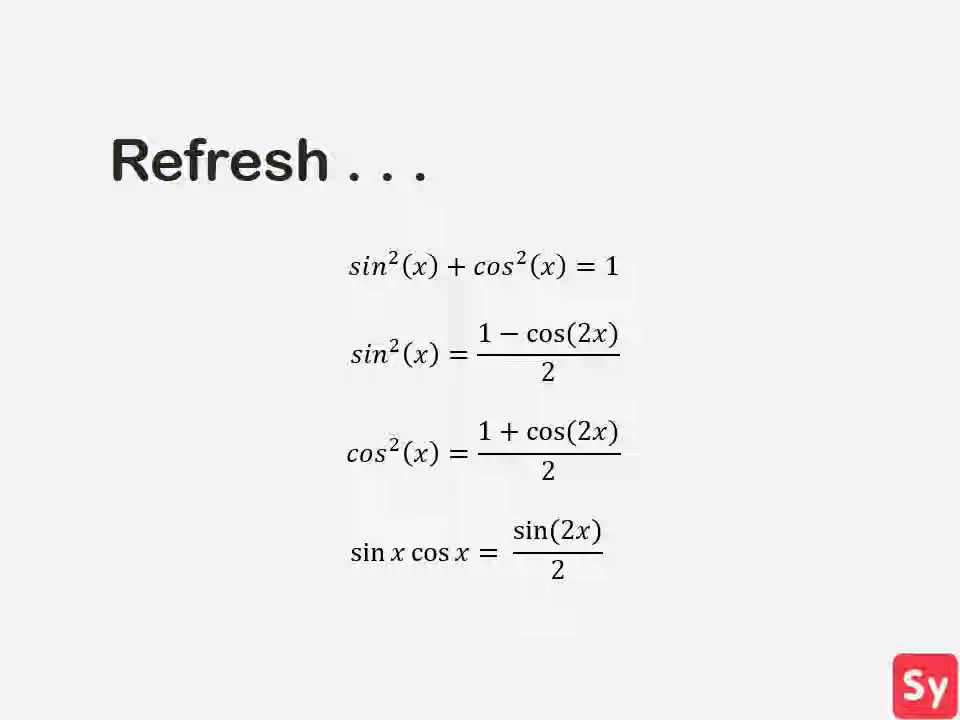 Refresh . . .
sin²(x) + cos²(x) = 1
sin²(x) = (1 − cos(2x))/2
cos²(x) = (1 + cos(2x))/2
sin x cos x = sin(2x)/2
Sy